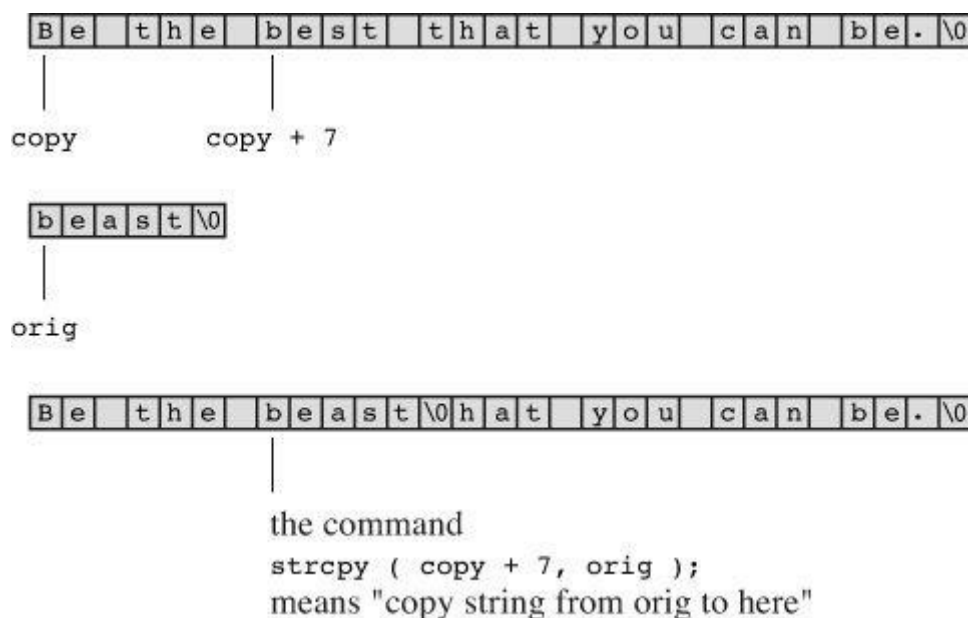 Be the best that you can be.\0
copy copy + 7
beast\0
orig
Be the beast\0hat you can be.\0
the command
strcpy ( copy + 7, orig );
means "copy string from orig to here"